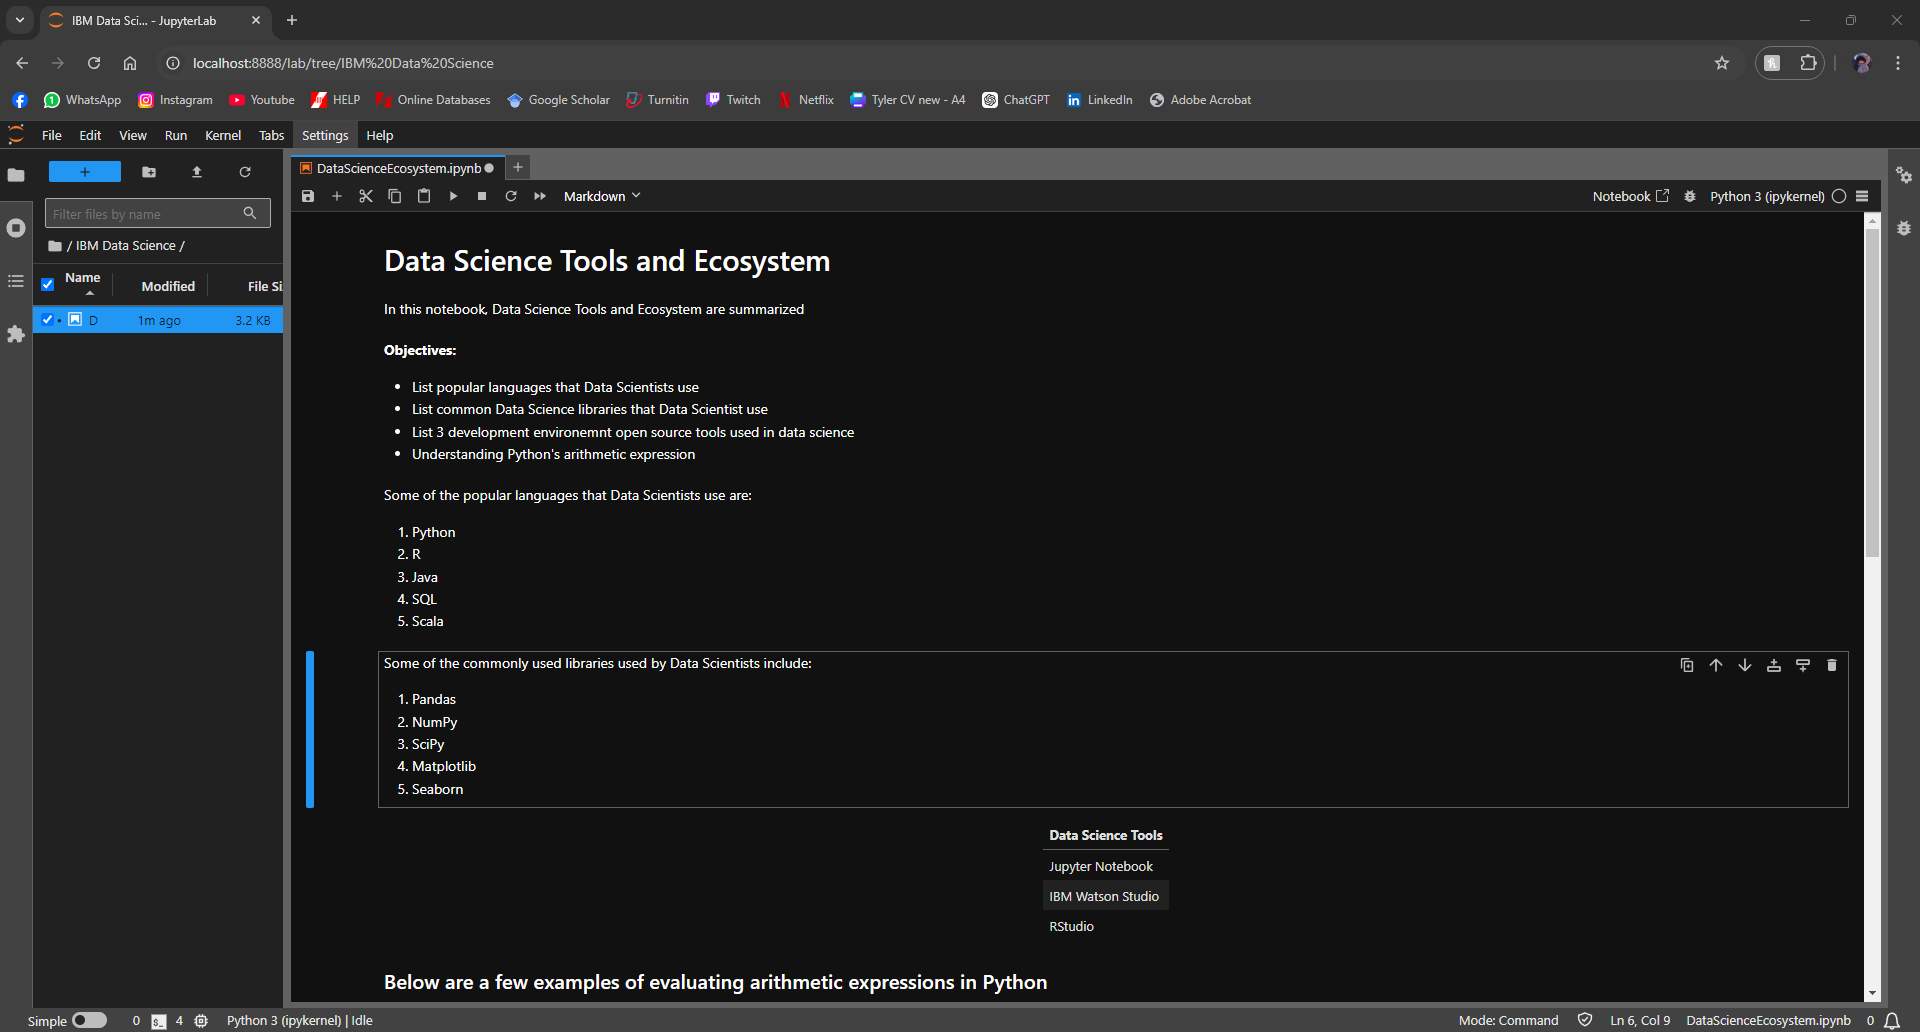 IBM Data Sci... - JupyterLab
localhost:8888/lab/tree/IBM%20Data%20Science
WhatsApp Instagram Youtube HELP Online Databases Google Scholar Turnitin Twitch Netflix Tyler CV new - A4 ChatGPT LinkedIn Adobe Acrobat
File Edit View Run Kernel Tabs Settings Help
DataScienceEcosystem.ipynb
Markdown Notebook Python 3 (ipykernel)
Filter files by name
/ IBM Data Science /
Name Modified File Si
D 1m ago 3.2 KB
Data Science Tools and Ecosystem
In this notebook, Data Science Tools and Ecosystem are summarized
Objectives:
• List popular languages that Data Scientists use
• List common Data Science libraries that Data Scientist use
• List 3 development environemnt open source tools used in data science
• Understanding Python's arithmetic expression
Some of the popular languages that Data Scientists use are:
1. Python
2. R
3. Java
4. SQL
5. Scala
Some of the commonly used libraries used by Data Scientists include:
1. Pandas
2. NumPy
3. SciPy
4. Matplotlib
5. Seaborn
Data Science Tools
Jupyter Notebook
IBM Watson Studio
RStudio
Below are a few examples of evaluating arithmetic expressions in Python
Simple 0 4 Python 3 (ipykernel) | Idle Mode: Command Ln 6, Col 9 DataScienceEcosystem.ipynb 0